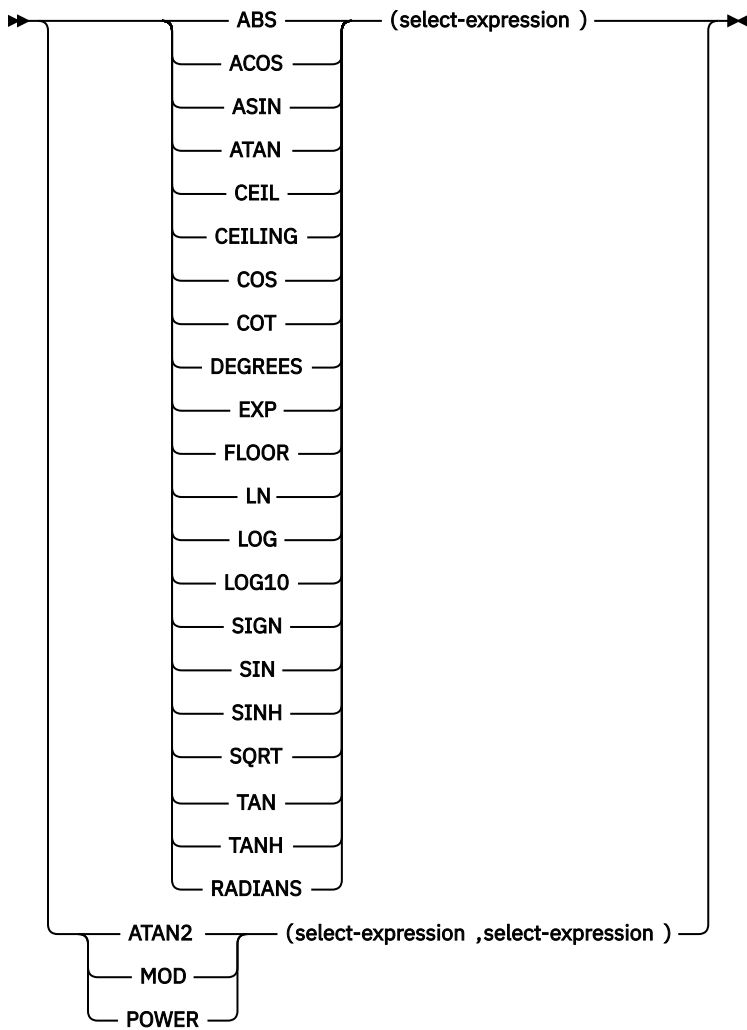 ABS (select-expression )
ACOS
ASIN
ATAN
CEIL
CEILING
COS
COT
DEGREES
EXP
FLOOR
LN
LOG
LOG10
SIGN
SIN
SINH
SQRT
TAN
TANH
RADIANS
ATAN2 (select-expression ,select-expression )
MOD
POWER